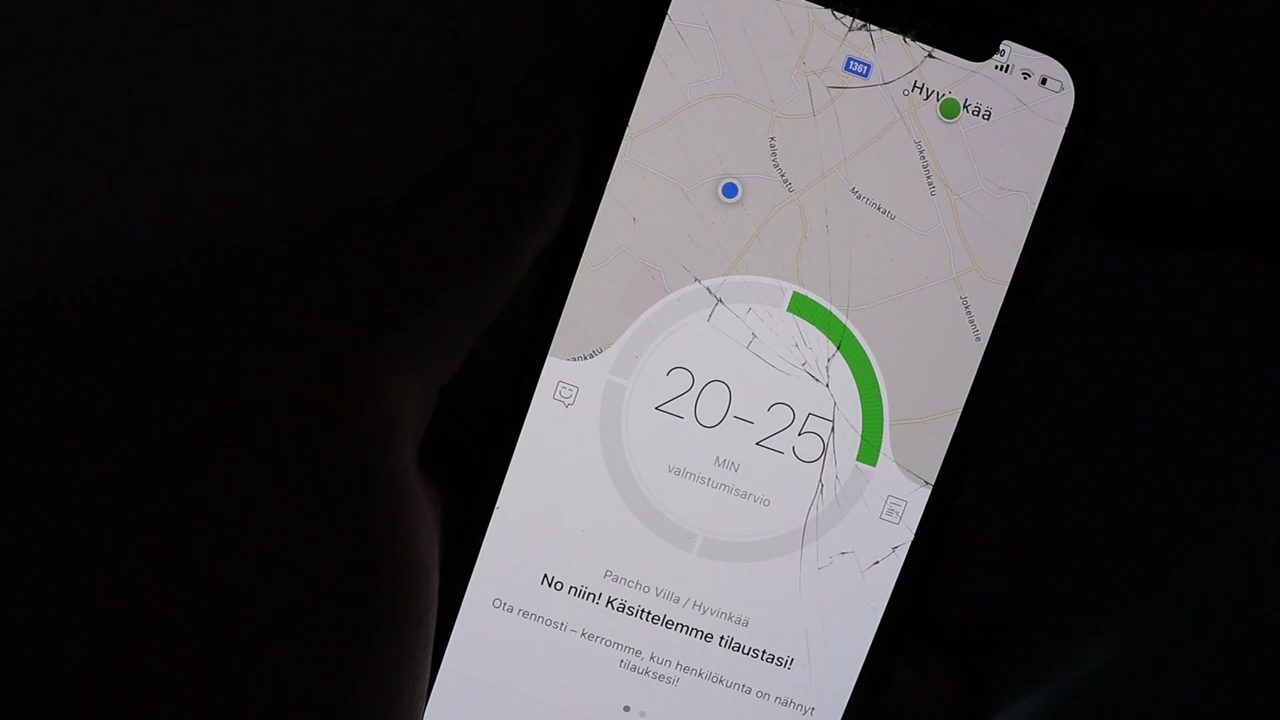 1361
Hyvinkää
Kalevankatu
Jokelankatu
Martinkatu
Jokelantie
ankatu
20–25
MIN
valmistumisarvio
Pancho Villa / Hyvinkää
No niin! Käsittelemme tilaustasi!
Ota rennosti – kerromme, kun henkilökunta on nähnyt
tilauksesi!